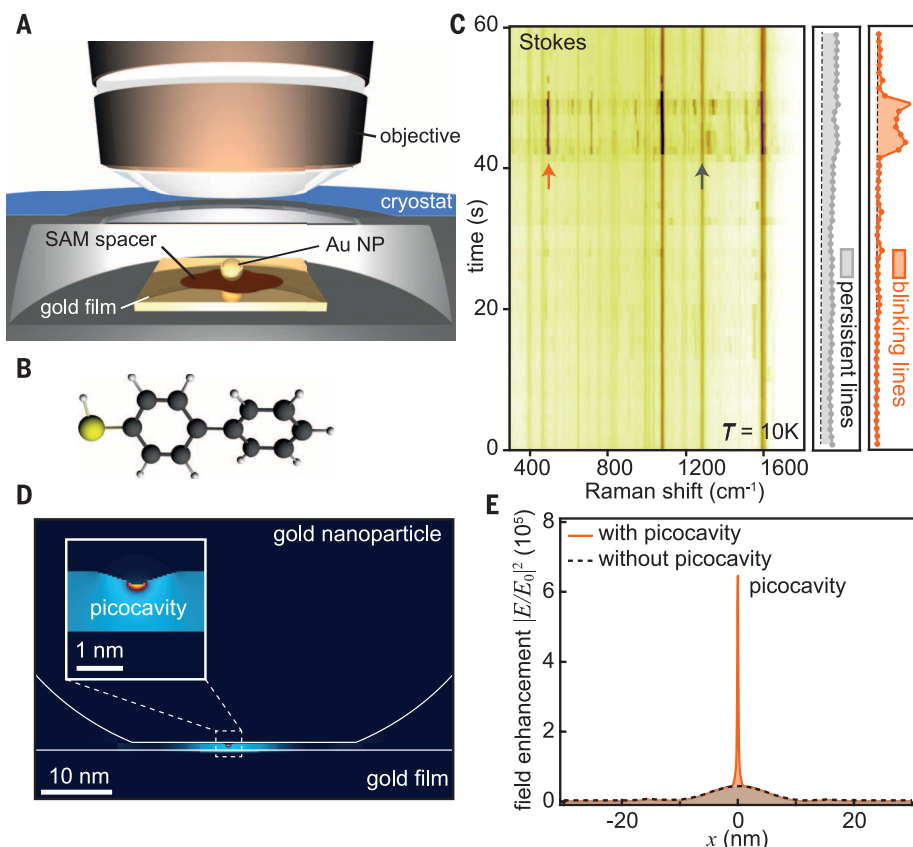 A
objective
cryostat
SAM spacer
Au NP
gold film
B
C
Stokes
time (s)
60
40
20
0
400
800
1200
1600
Raman shift (cm⁻¹)
T = 10K
persistent lines
blinking lines
D
gold nanoparticle
picocavity
1 nm
10 nm
gold film
E
field enhancement |E/E₀|² (10⁵)
8
6
4
2
0
with picocavity
without picocavity
picocavity
-20
0
20
x (nm)